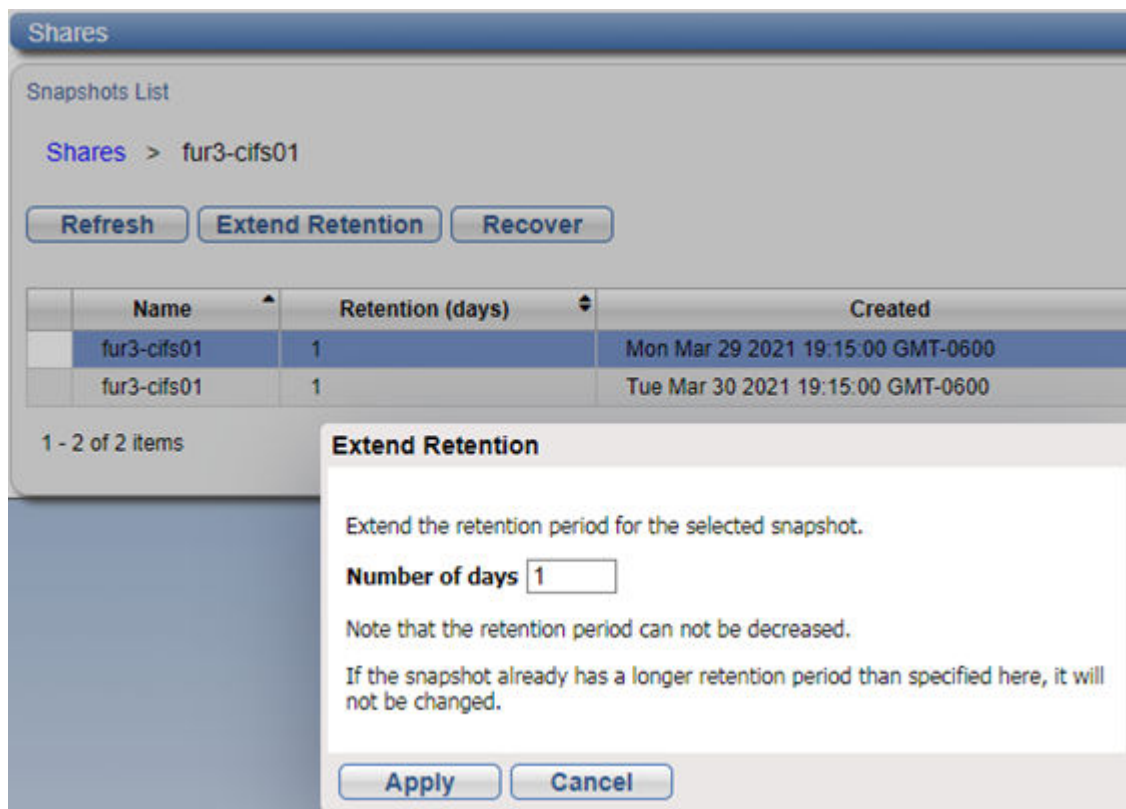 Shares
Snapshots List
Shares > fur3-cifs01
Refresh Extend Retention Recover
Name Retention (days) Created
fur3-cifs01 1 Mon Mar 29 2021 19:15:00 GMT-0600
fur3-cifs01 1 Tue Mar 30 2021 19:15:00 GMT-0600
1 - 2 of 2 items
Extend Retention
Extend the retention period for the selected snapshot.
Number of days 1
Note that the retention period can not be decreased.
If the snapshot already has a longer retention period than specified here, it will
not be changed.
Apply Cancel